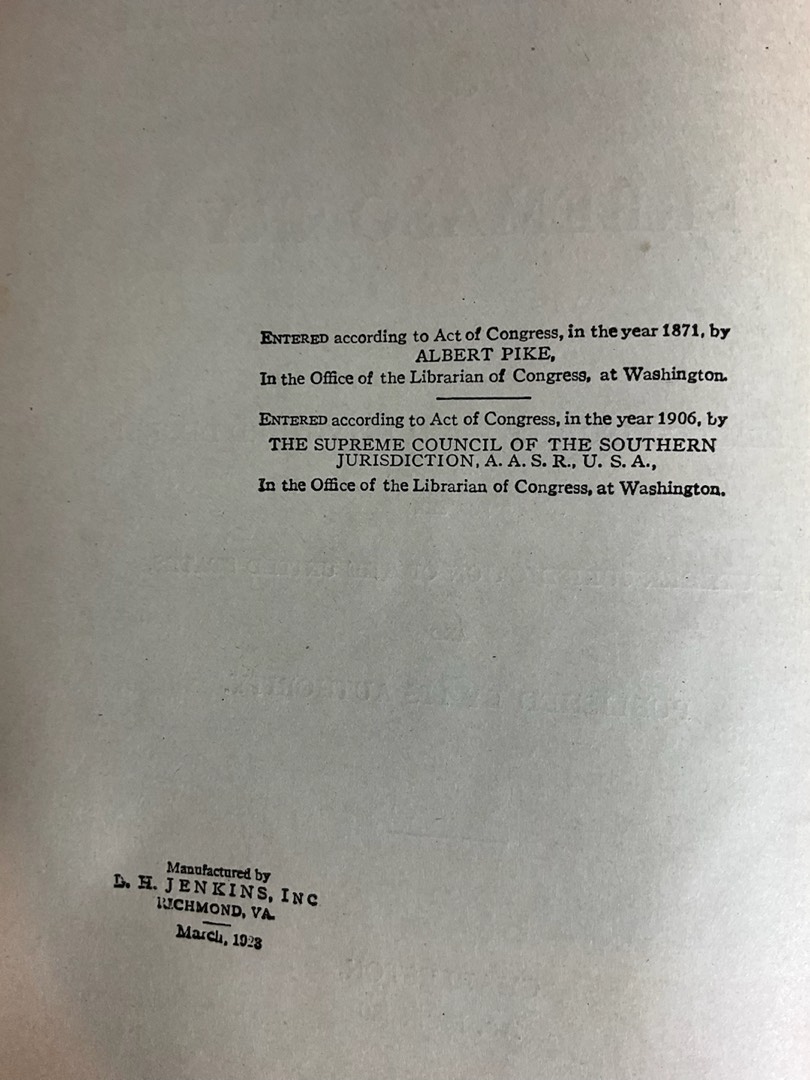 ENTERED according to Act of Congress, in the year 1871, by
ALBERT PIKE,
In the Office of the Librarian of Congress, at Washington.
ENTERED according to Act of Congress, in the year 1906, by
THE SUPREME COUNCIL OF THE SOUTHERN
JURISDICTION, A. A. S. R., U. S. A.,
In the Office of the Librarian of Congress, at Washington.
Manufactured by
L. H. JENKINS, INC
RICHMOND, VA.
March, 1928